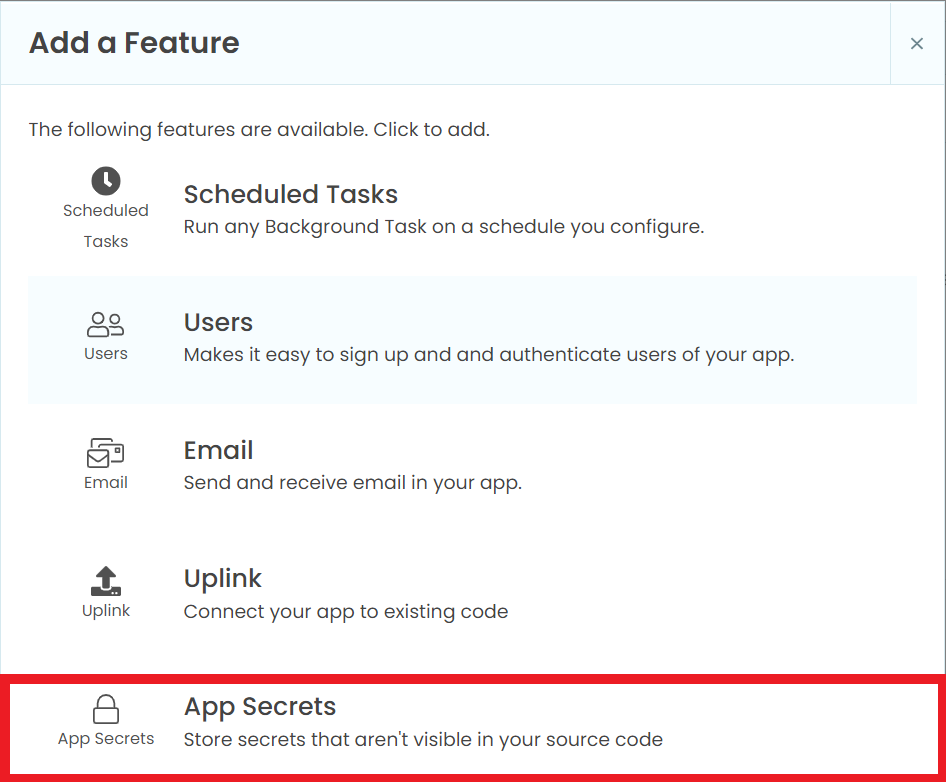 Add a Feature
The following features are available. Click to add.
Scheduled
Tasks
Scheduled Tasks
Run any Background Task on a schedule you configure.
Users
Users
Makes it easy to sign up and and authenticate users of your app.
Email
Email
Send and receive email in your app.
Uplink
Uplink
Connect your app to existing code
App Secrets
App Secrets
Store secrets that aren't visible in your source code